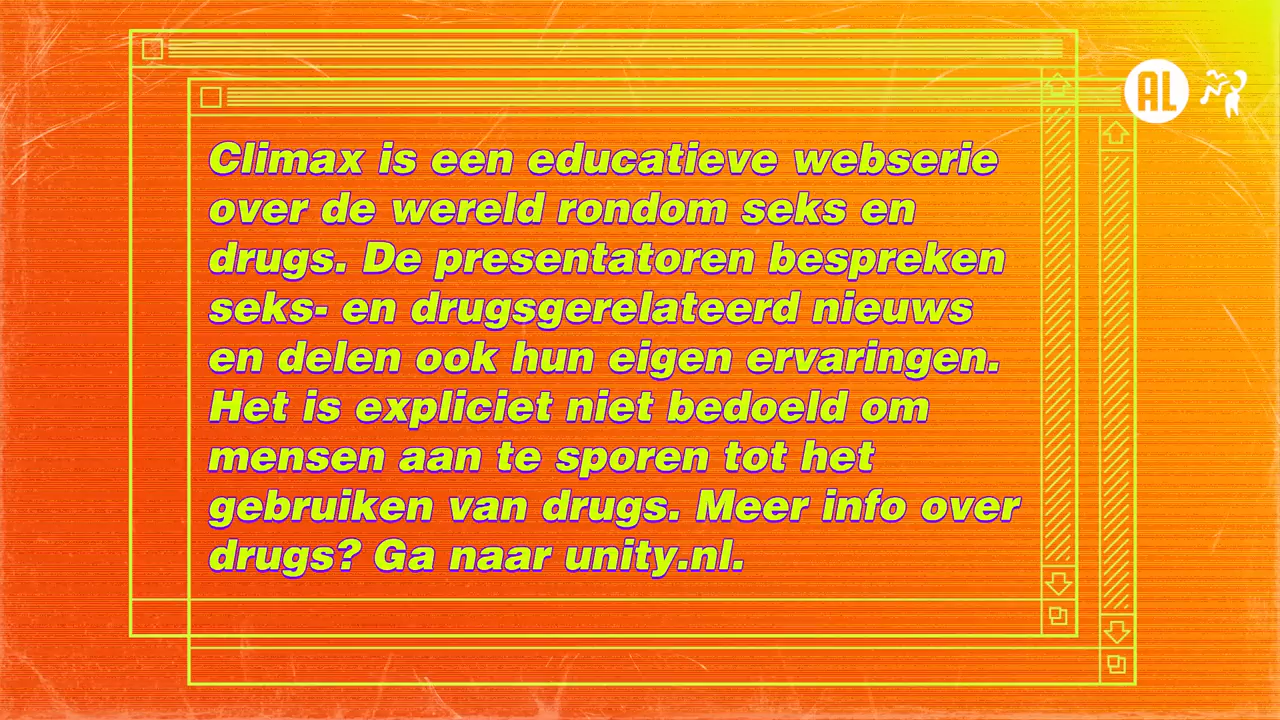 AL
Climax is een educatieve webserie
over de wereld rondom seks en
drugs. De presentatoren bespreken
seks- en drugsgerelateerd nieuws
en delen ook hun eigen ervaringen.
Het is expliciet niet bedoeld om
mensen aan te sporen tot het
gebruiken van drugs. Meer info over
drugs? Ga naar unity.nl.